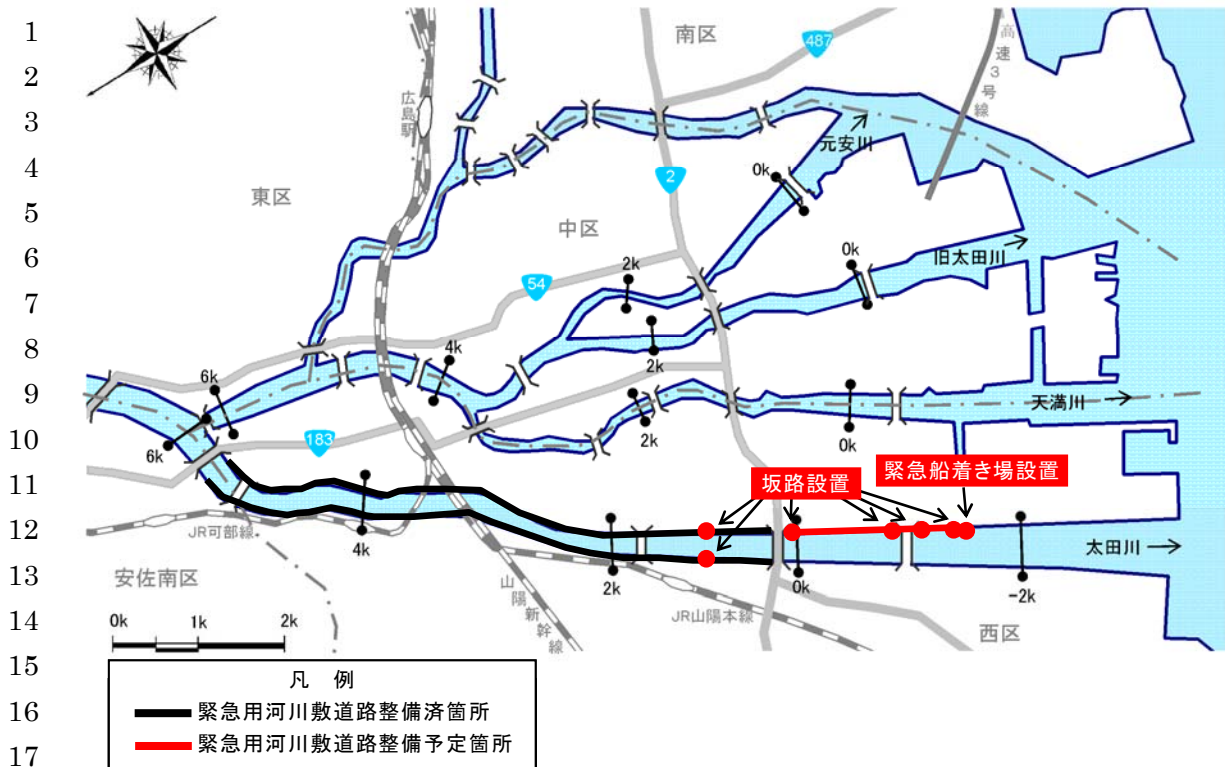 1
2
3
4
5
6
7
8
9
10
11
12
13
14
15
16
17
南区
487
高速3号線
広島駅
元安川
2
0k
東区
中区
旧太田川
0k
2k
54
4k
2k
6k
天満川
183
6k
2k
0k
坂路設置
緊急船着き場設置
JR可部線
4k
太田川
安佐南区
2k
0k
-2k
山陽新幹線
JR山陽本線
西区
0k 1k 2k
凡 例
緊急用河川敷道路整備済箇所
緊急用河川敷道路整備予定箇所